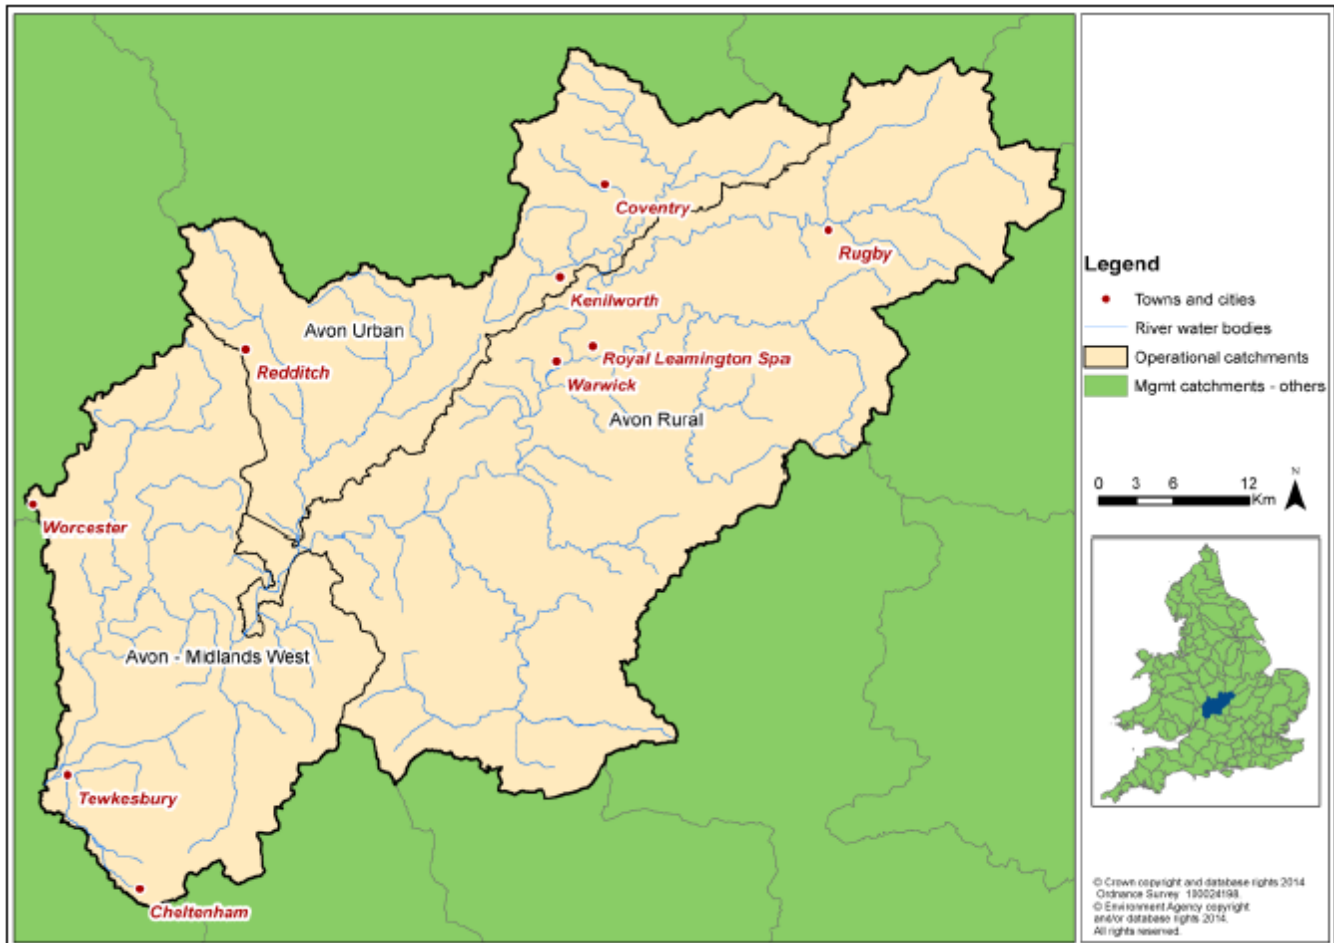 Coventry
Rugby
Kenilworth
Avon Urban
Redditch
Royal Leamington Spa
Warwick
Avon Rural
Worcester
Avon - Midlands West
Tewkesbury
Cheltenham
Legend
Towns and cities
River water bodies
Operational catchments
Mgmt catchments - others
N
0 3 6 12
Km
© Crown copyright and database rights 2014
Ordnance Survey 100024198.
© Environment Agency copyright
and/or database rights 2014.
All rights reserved.